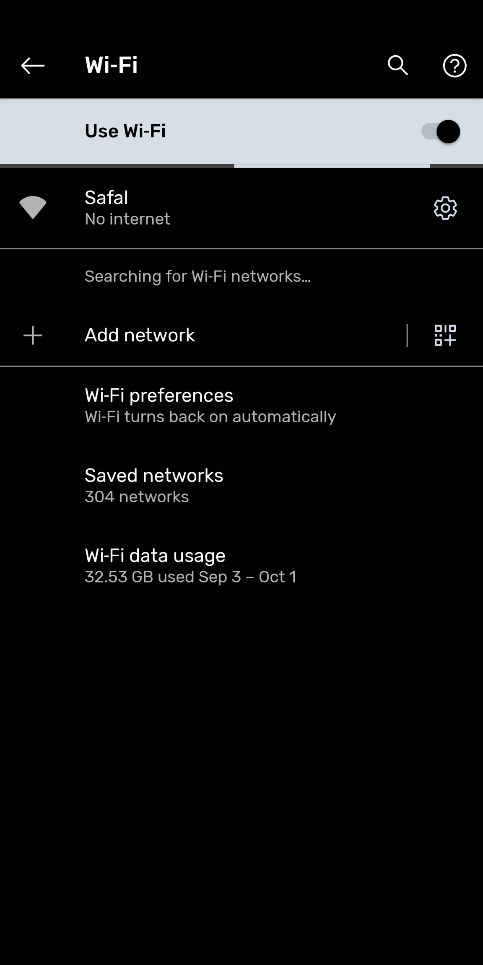 Wi-Fi
Use Wi-Fi
Safal
No internet
Searching for Wi-Fi networks…
Add network
Wi-Fi preferences
Wi-Fi turns back on automatically
Saved networks
304 networks
Wi-Fi data usage
32.53 GB used Sep 3 – Oct 1